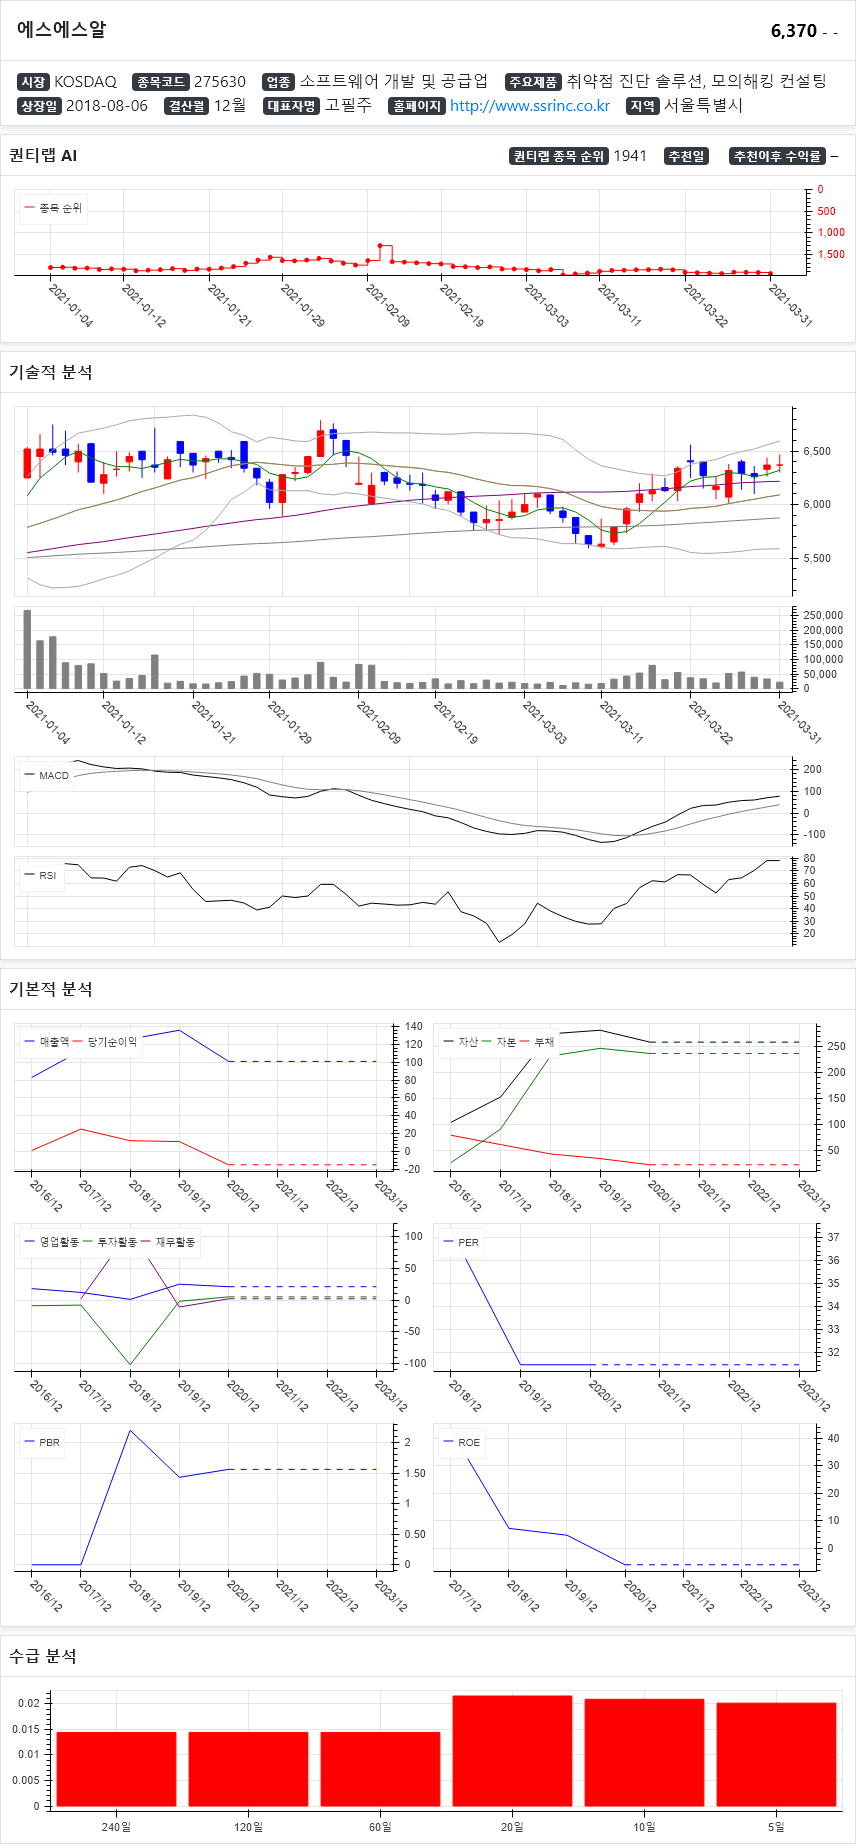 에스에스알 6,370 - -
시장 KOSDAQ 종목코드 275630 업종 소프트웨어 개발 및 공급업 주요제품 취약점 진단 솔루션, 모의해킹 컨설팅
상장일 2018-08-06 결산월 12월 대표자명 고필주 홈페이지 http://www.ssrinc.co.kr 지역 서울특별시
퀀티랩 AI 퀀티랩 종목 순위 1941 추천일 추천이후 수익률 –
종목 순위
0
500
1,000
1,500
2021-01-04 2021-01-12 2021-01-21 2021-01-29 2021-02-09 2021-02-19 2021-03-03 2021-03-11 2021-03-22 2021-03-31
기술적 분석
6,500
6,000
5,500
250,000
200,000
150,000
100,000
50,000
0
2021-01-04 2021-01-12 2021-01-21 2021-01-29 2021-02-09 2021-02-19 2021-03-03 2021-03-11 2021-03-22 2021-03-31
MACD
200
100
0
-100
RSI
80
70
60
50
40
30
20
기본적 분석
매출액 당기순이익
140
120
100
80
60
40
20
0
-20
2016/12 2017/12 2018/12 2019/12 2020/12 2021/12 2022/12 2023/12
자산 자본 부채
250
200
150
100
50
2016/12 2017/12 2018/12 2019/12 2020/12 2021/12 2022/12 2023/12
영업활동 투자활동 재무활동
100
50
0
-50
-100
2016/12 2017/12 2018/12 2019/12 2020/12 2021/12 2022/12 2023/12
PER
37
36
35
34
33
32
2018/12 2019/12 2020/12 2021/12 2022/12 2023/12
PBR
2
1.50
1
0.50
0
2016/12 2017/12 2018/12 2019/12 2020/12 2021/12 2022/12 2023/12
ROE
40
30
20
10
0
2017/12 2018/12 2019/12 2020/12 2021/12 2022/12 2023/12
수급 분석
0.02
0.015
0.01
0.005
0
240일 120일 60일 20일 10일 5일